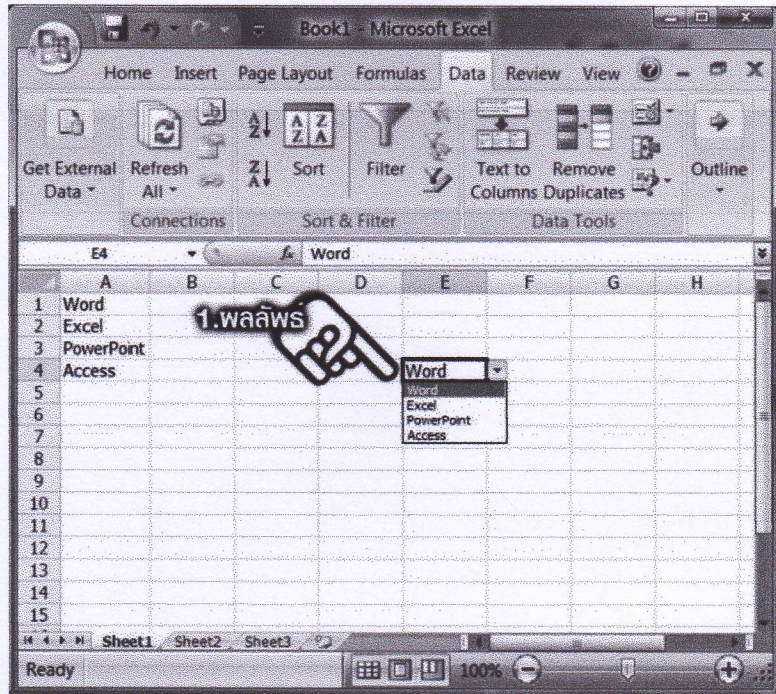 Book1 - Microsoft Excel
Home Insert Page Layout Formulas Data Review View
Get External Data
Refresh All
Sort
Filter
Text to Columns
Remove Duplicates
Outline
Connections
Sort & Filter
Data Tools
E4 fx Word
A B C D E F G H
1 Word
2 Excel
1.ผลลัพธ์
3 PowerPoint
4 Access Word
5 Word
Excel
6 PowerPoint
7 Access
8
9
10
11
12
13
14
15
Sheet1 Sheet2 Sheet3
Ready 100%